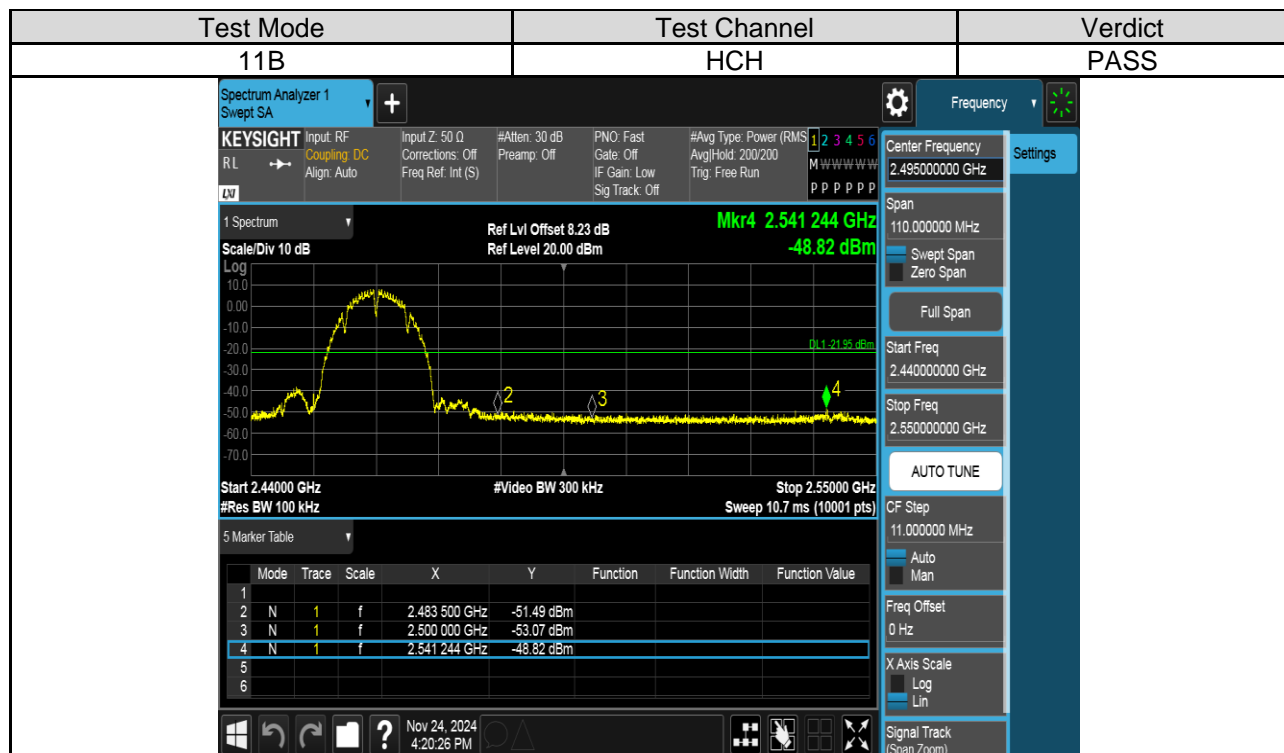 Test Mode Test Channel Verdict
11B HCH PASS
Spectrum Analyzer 1
Swept SA
+
Frequency
KEYSIGHT Input: RF Input Z: 50 Ω #Atten: 30 dB PNO: Fast #Avg Type: Power (RMS 1 2 3 4 5 6
RL Coupling: DC Corrections: Off Preamp: Off Gate: Off Avg|Hold: 200/200 M W W W W W
Align: Auto Freq Ref: Int (S) IF Gain: Low Trig: Free Run
LXI Sig Track: Off P P P P P P
Center Frequency
2.495000000 GHz
Settings
Span
110.000000 MHz
Swept Span
Zero Span
Full Span
Start Freq
2.440000000 GHz
Stop Freq
2.550000000 GHz
AUTO TUNE
CF Step
11.000000 MHz
Auto
Man
Freq Offset
0 Hz
X Axis Scale
Log
Lin
Signal Track
(Span Zoom)
1 Spectrum
Ref Lvl Offset 8.23 dB Mkr4 2.541 244 GHz
Scale/Div 10 dB Ref Level 20.00 dBm -48.82 dBm
Log
10.0
0.00
-10.0
-20.0 DL1 -21.95 dBm
-30.0
-40.0 2 3 4
-50.0
-60.0
-70.0
Start 2.44000 GHz #Video BW 300 kHz Stop 2.55000 GHz
#Res BW 100 kHz Sweep 10.7 ms (10001 pts)
5 Marker Table
Mode Trace Scale X Y Function Function Width Function Value
1
2 N 1 f 2.483 500 GHz -51.49 dBm
3 N 1 f 2.500 000 GHz -53.07 dBm
4 N 1 f 2.541 244 GHz -48.82 dBm
5
6
? Nov 24, 2024
4:20:26 PM